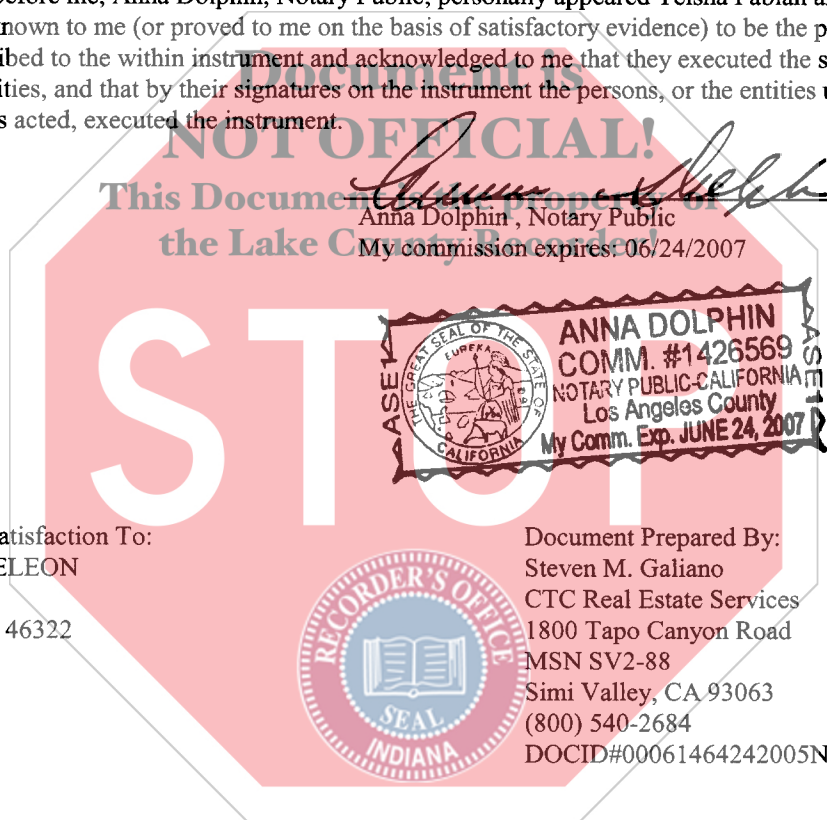 before me, Anna Dolphin, Notary Public, personally appeared Teisha Fabian a
nown to me (or proved to me on the basis of satisfactory evidence) to be the p
ibed to the within instrument and acknowledged to me that they executed the s
ities, and that by their signatures on the instrument the persons, or the entities u
s acted, executed the instrument.
Document is
NOT OFFICIAL!
This Document is the property of
the Lake County Recorder!
Anna Dolphin , Notary Public
My commission expires: 06/24/2007
STOP
ASE1
THE GREAT SEAL OF THE STATE OF
CALIFORNIA
EUREKA
ANNA DOLPHIN
COMM. #1426569
NOTARY PUBLIC-CALIFORNIA
Los Angeles County
My Comm. Exp. JUNE 24, 2007
ASE1
atisfaction To:
ELEON
46322
RECORDER'S OFFICE
SEAL
INDIANA
Document Prepared By:
Steven M. Galiano
CTC Real Estate Services
1800 Tapo Canyon Road
MSN SV2-88
Simi Valley, CA 93063
(800) 540-2684
DOCID#00061464242005N